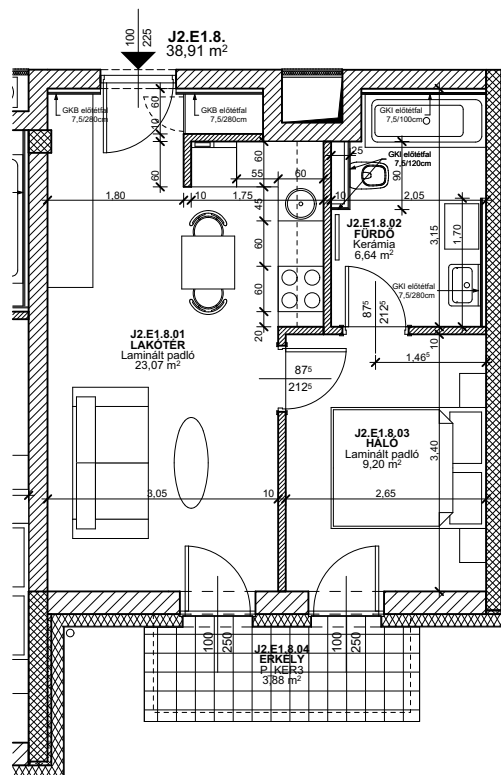 J2.E1.8.
38,91 m²
100
225
GKB előtétfal
7,5/280cm
60
10
GKB előtétfal
7,5/280cm
GKI előtétfal
7,5/100cm
60
60
25
GKI előtétfal
7,5/120cm
90
55
60
1,80
10
1,75
10
2,05
45
J2.E1.8.02
FÜRDŐ
Kerámia
6,64 m²
3,15
1,70
60
60
GKI előtétfal
7,5/280cm
87⁵
212⁵
20
10
J2.E1.8.01
LAKÓTÉR
Laminált padló
23,07 m²
1,46⁵
87⁵
212⁵
J2.E1.8.03
HÁLÓ
Laminált padló
9,20 m²
3,40
3,05
10
2,65
100
250
100
250
J2.E1.8.04
ERKÉLY
P_KER3
3,88 m²